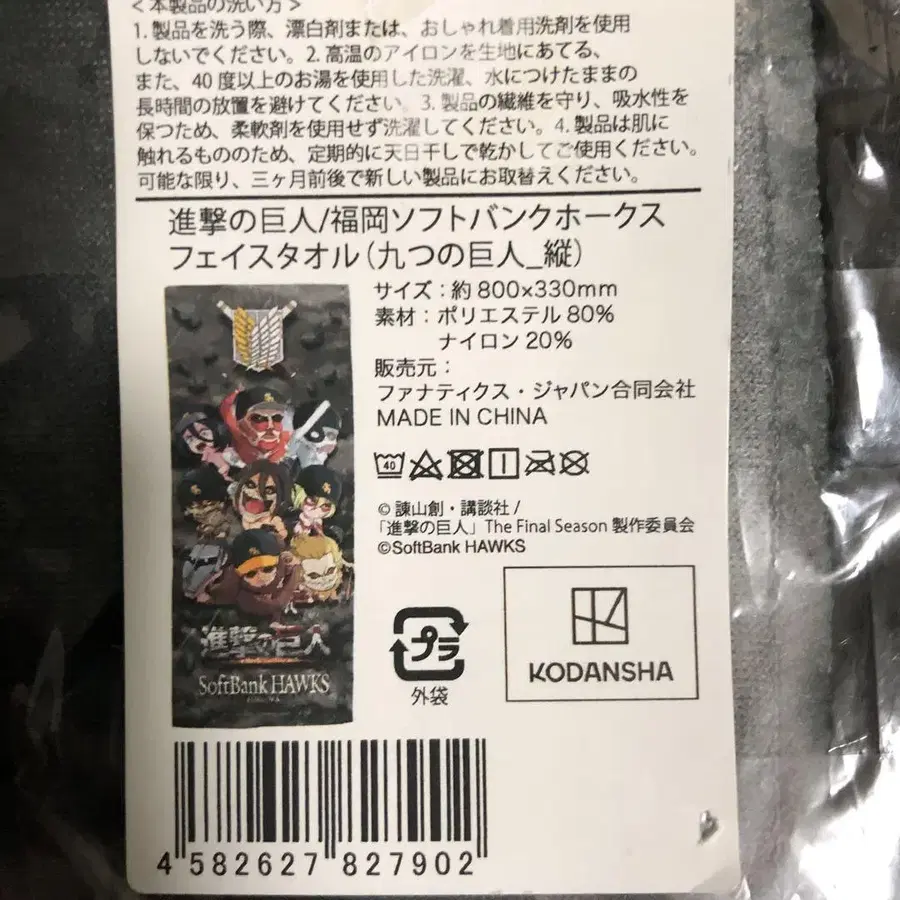 ＜本製品の洗い方＞
1. 製品を洗う際、漂白剤または、おしゃれ着用洗剤を使用
しないでください。2. 高温のアイロンを生地にあてる、
また、40 度以上のお湯を使用した洗濯、水につけたままの
長時間の放置を避けてください。3. 製品の繊維を守り、吸水性を
保つため、柔軟剤を使用せず洗濯してください。4. 製品は肌に
触れるもののため、定期的に天日干しで乾かしてご使用ください。
可能な限り、三ヶ月前後で新しい製品にお取替えください。
進撃の巨人/福岡ソフトバンクホークス
フェイスタオル（九つの巨人_縦）
サイズ：約 800×330mm
素材：ポリエステル 80%
ナイロン 20%
販売元：
ファナティクス・ジャパン合同会社
MADE IN CHINA
40
© 諫山創・講談社 /
「進撃の巨人」The Final Season 製作委員会
©SoftBank HAWKS
進撃の巨人
SoftBank HAWKS
プラ
外袋
KODANSHA
4 582627 827902